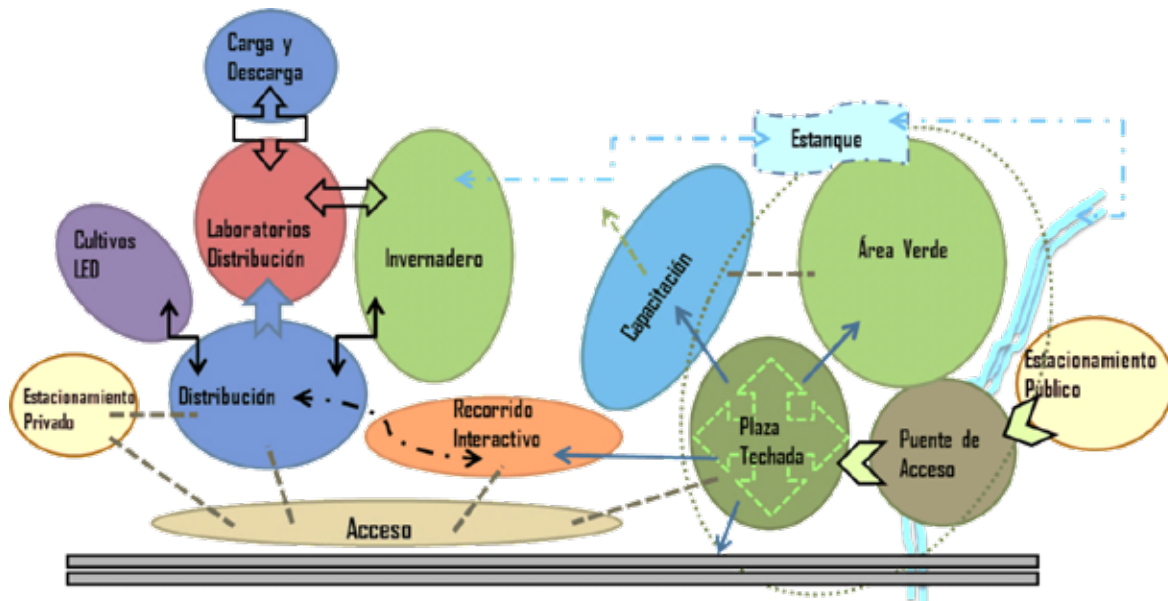 Carga y
Descarga
Estanque
Cultivos
LED
Laboratorios
Distribución
Invernadero
Capacitación
Área Verde
Estacionamiento
Privado
Distribución
Recorrido
Interactivo
Plaza
Techada
Puente de
Acceso
Estacionamiento
Público
Acceso